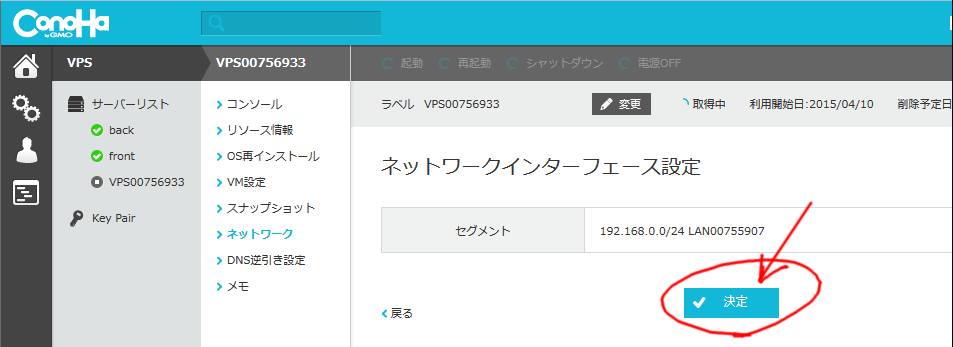 ConoHa
by GMO
VPS
VPS00756933
起動
再起動
シャットダウン
電源OFF
サーバーリスト
back
front
VPS00756933
Key Pair
コンソール
リソース情報
OS再インストール
VM設定
スナップショット
ネットワーク
DNS逆引き設定
メモ
ラベル VPS00756933
変更
取得中
利用開始日:2015/04/10
削除予定日
ネットワークインターフェース設定
セグメント
192.168.0.0/24 LAN00755907
決定
戻る